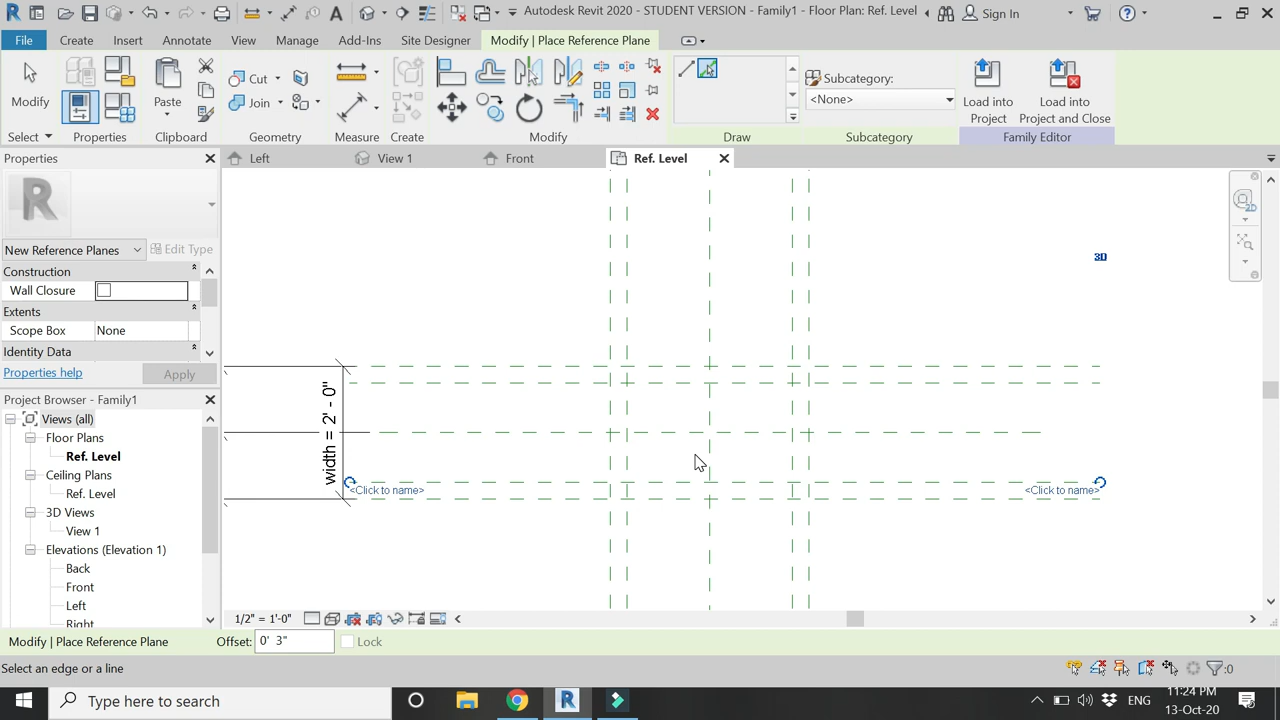 Autodesk Revit 2020 - STUDENT VERSION - Family1 - Floor Plan: Ref. Level
Sign In
File Create Insert Annotate View Manage Add-Ins Site Designer Modify | Place Reference Plane
Modify
Paste
Cut
Join
Subcategory:
<None>
Load into
Project
Load into
Project and Close
Select Properties Clipboard Geometry Measure Create Modify Draw Subcategory Family Editor
Properties
Left
View 1
Front
Ref. Level
New Reference Planes
Edit Type
Construction
Wall Closure
Extents
Scope Box None
Identity Data
Properties help
Apply
Project Browser - Family1
Views (all)
Floor Plans
Ref. Level
Ceiling Plans
Ref. Level
3D Views
View 1
Elevations (Elevation 1)
Back
Front
Left
Right
3D
width = 2' - 0"
<Click to name>
<Click to name>
2D
1/2" = 1'-0"
Modify | Place Reference Plane
Offset: 0' 3"
Lock
Select an edge or a line
:0
Type here to search
ENG
11:24 PM
13-Oct-20